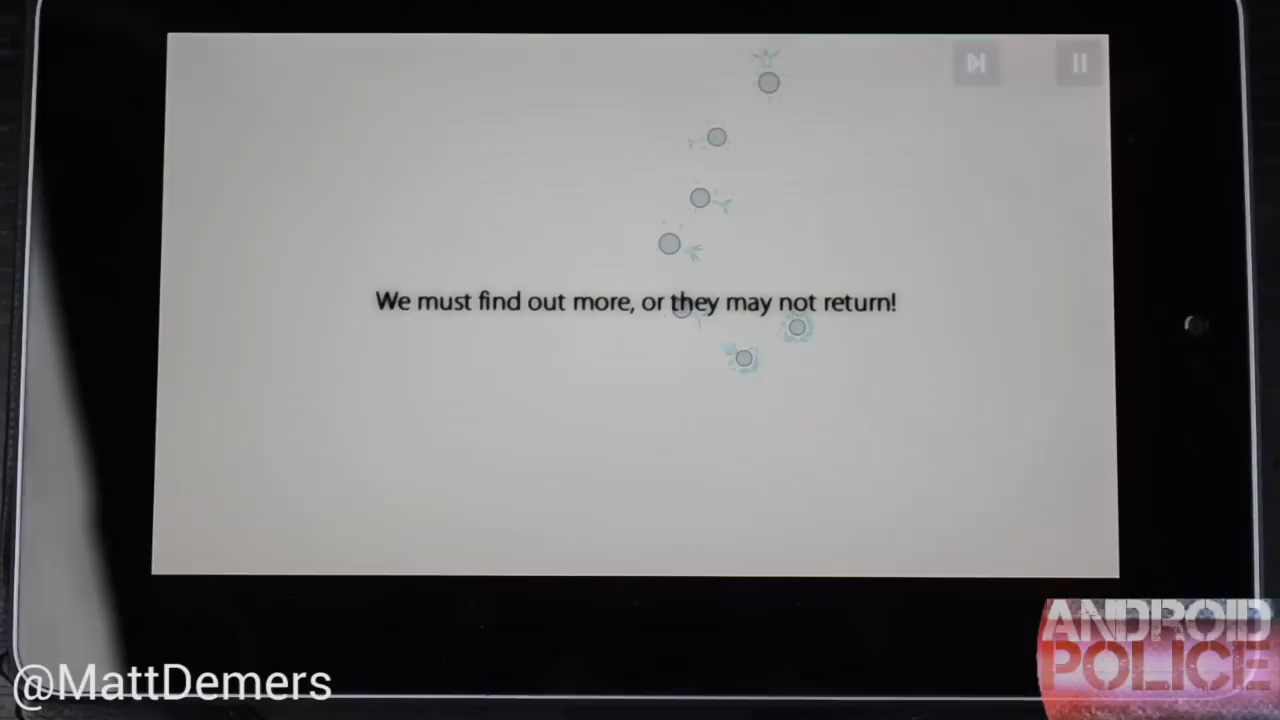 We must find out more, or they may not return!
@MattDemers
ANDROID
POLICE